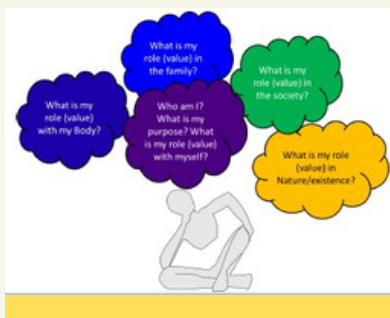 What is my
role (value) in
the family?
What is my
role (value) in
the society?
What is my
role (value)
with my Body?
Who am I?
What is my
purpose? What
is my role (value)
with myself?
What is my role
(value) in
Nature/existence?